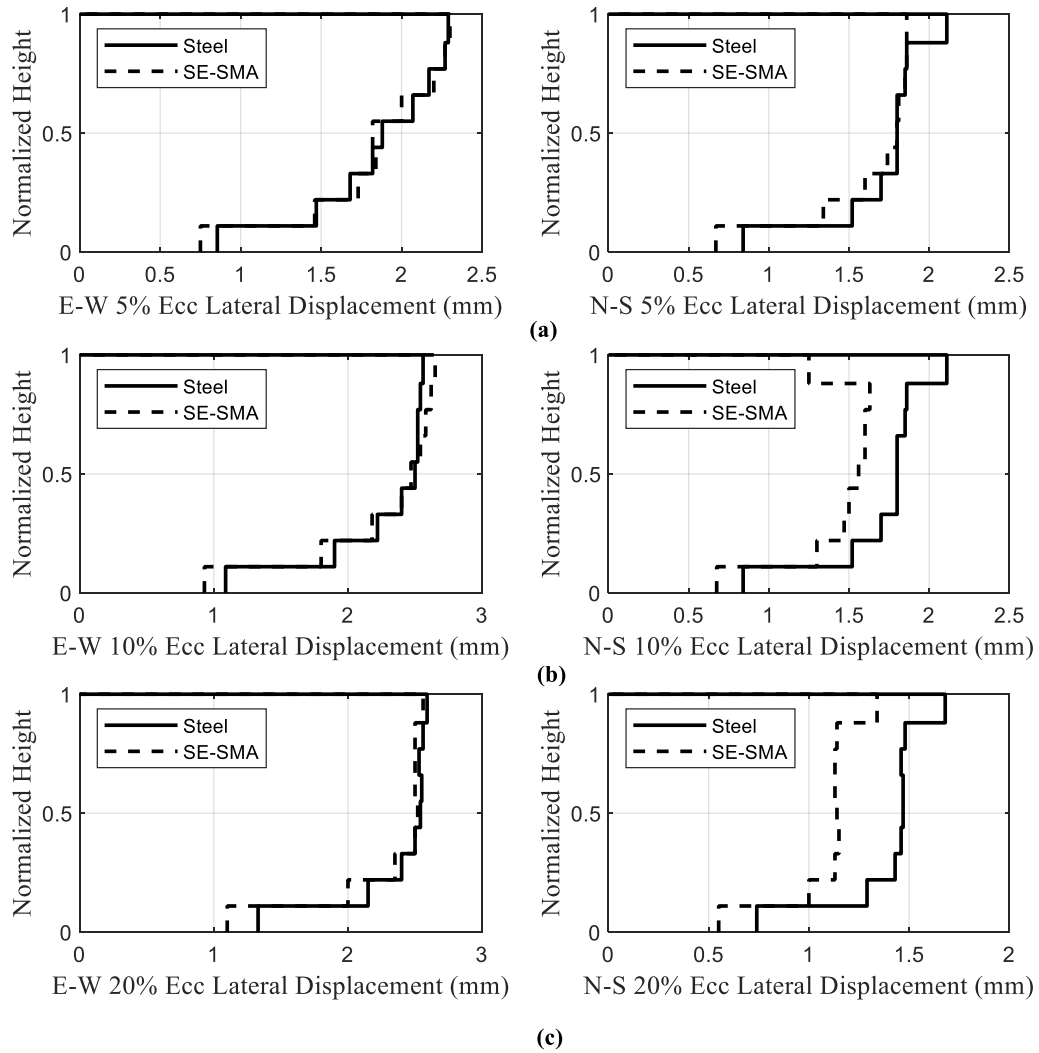 1
Steel
SE-SMA
0.5
Normalized Height
0
0 0.5 1 1.5 2 2.5
E-W 5% Ecc Lateral Displacement (mm)
1
Steel
SE-SMA
0.5
Normalized Height
0
0 0.5 1 1.5 2 2.5
N-S 5% Ecc Lateral Displacement (mm)
(a)
1
Steel
SE-SMA
0.5
Normalized Height
0
0 1 2 3
E-W 10% Ecc Lateral Displacement (mm)
1
Steel
SE-SMA
0.5
Normalized Height
0
0 0.5 1 1.5 2 2.5
N-S 10% Ecc Lateral Displacement (mm)
(b)
1
Steel
SE-SMA
0.5
Normalized Height
0
0 1 2 3
E-W 20% Ecc Lateral Displacement (mm)
1
Steel
SE-SMA
0.5
Normalized Height
0
0.5 1 1.5 2
N-S 20% Ecc Lateral Displacement (mm)
(c)